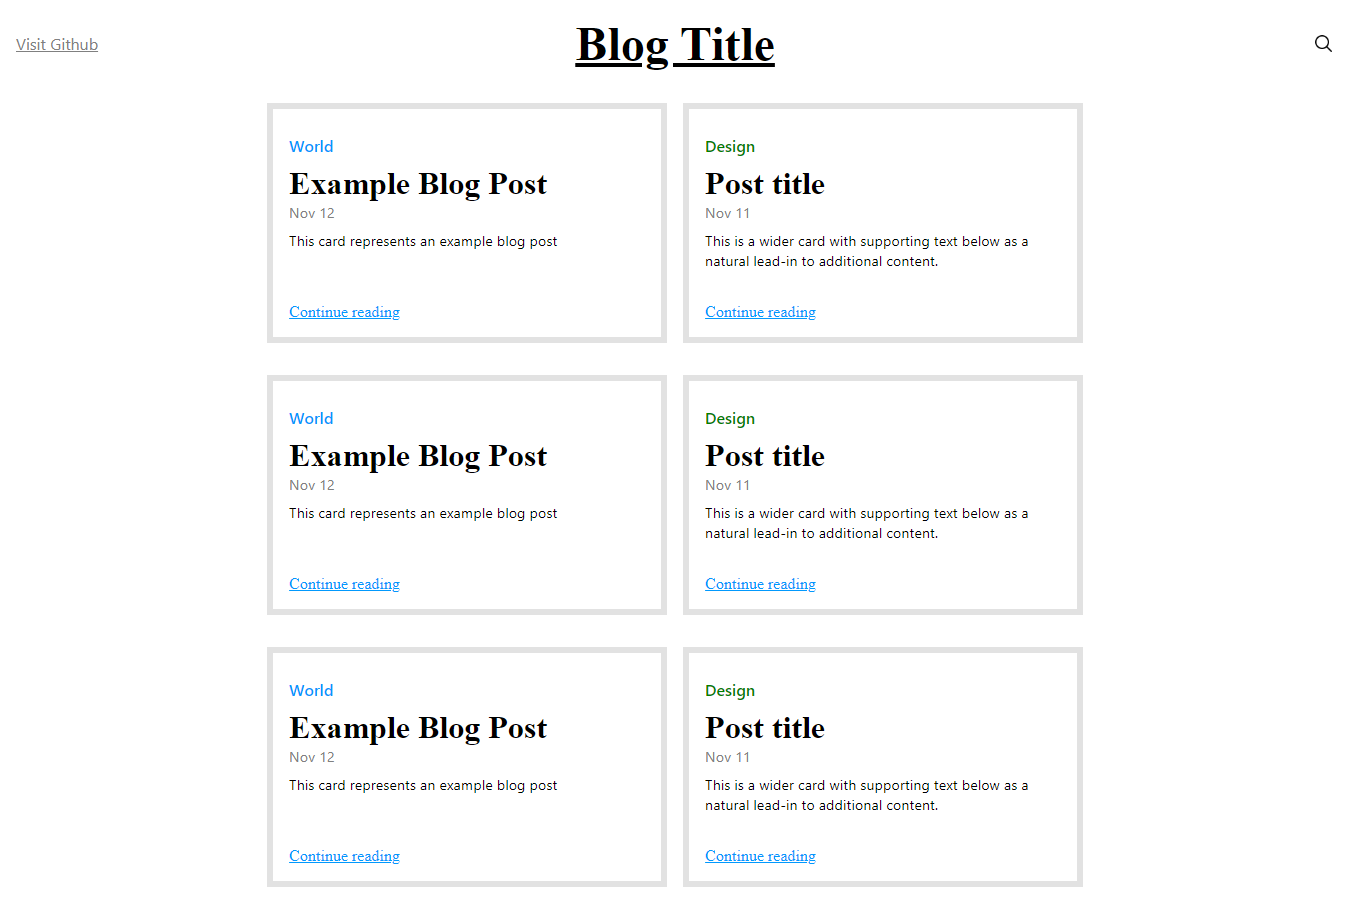 Visit Github
Blog Title
World
Example Blog Post
Nov 12
This card represents an example blog post
Continue reading
Design
Post title
Nov 11
This is a wider card with supporting text below as a
natural lead-in to additional content.
Continue reading
World
Example Blog Post
Nov 12
This card represents an example blog post
Continue reading
Design
Post title
Nov 11
This is a wider card with supporting text below as a
natural lead-in to additional content.
Continue reading
World
Example Blog Post
Nov 12
This card represents an example blog post
Continue reading
Design
Post title
Nov 11
This is a wider card with supporting text below as a
natural lead-in to additional content.
Continue reading